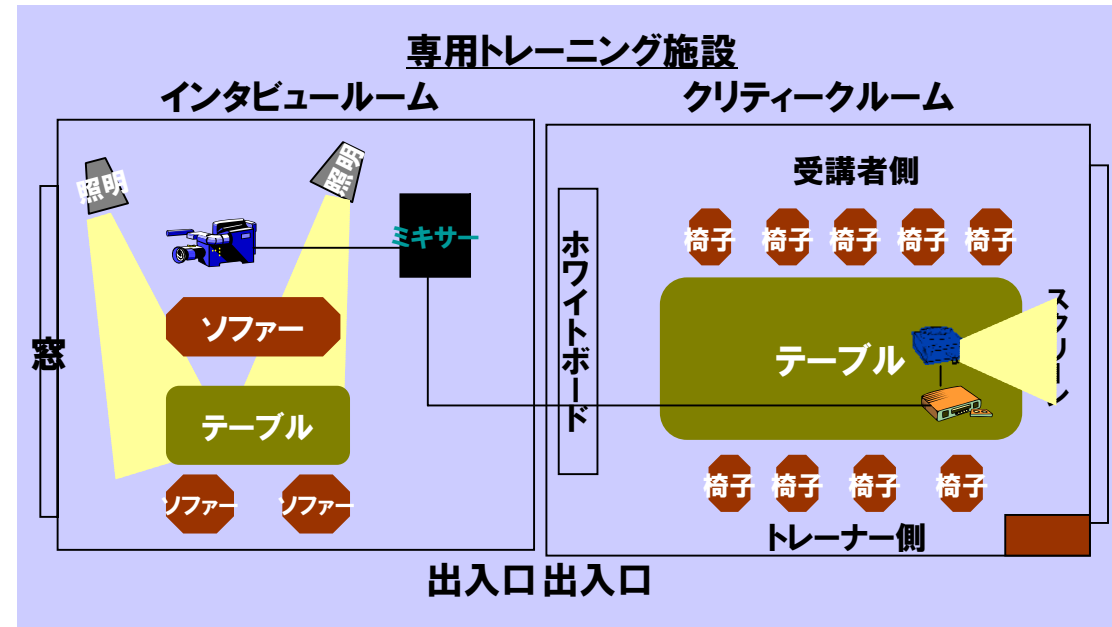 専用トレーニング施設
インタビュールーム
クリティークルーム
照明
照明
ミキサー
ソファー
窓
テーブル
ソファー
ソファー
受講者側
ホワイトボード
椅子
椅子
椅子
椅子
椅子
テーブル
スクリーン
椅子
椅子
椅子
椅子
トレーナー側
出入口
出入口